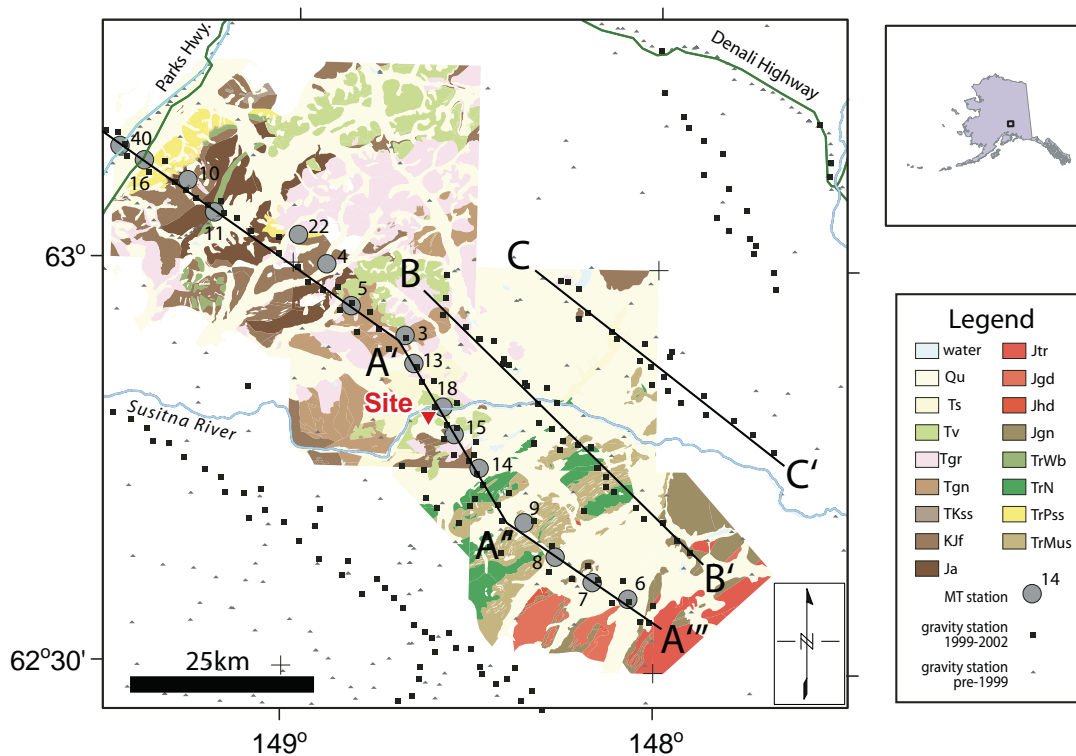 Parks Hwy.
Denali Highway
40
16
10
11
22
63°
4
C
B
5
3
A'
13
18
Site
Susitna River
15
14
C'
9
A"
8
7
6
B'
A'''
62°30'
25km
N
149°
148°
Legend
water
Qu
Ts
Tv
Tgr
Tgn
TKss
KJf
Ja
Jtr
Jgd
Jhd
Jgn
TrWb
TrN
TrPss
TrMus
MT station
14
gravity station
1999-2002
gravity station
pre-1999